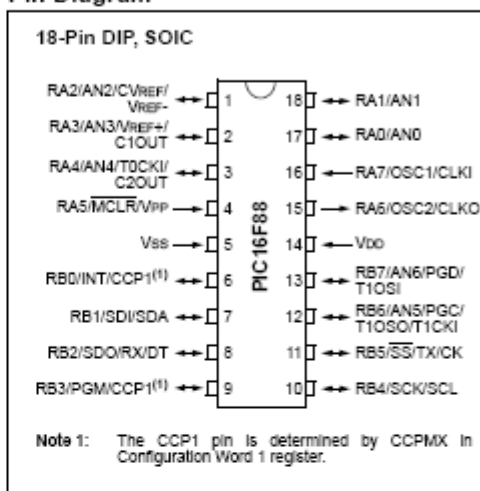 18-Pin DIP, SOIC
RA2/AN2/CVREF/
VREF-
1
18
RA1/AN1
RA3/AN3/VREF+/
C1OUT
2
17
RA0/AN0
RA4/AN4/T0CKI/
C2OUT
3
16
RA7/OSC1/CLKI
RA5/MCLR/VPP
4
15
RA6/OSC2/CLKO
VSS
5
14
VDD
RB0/INT/CCP1(1)
6
13
RB7/AN6/PGD/
T1OSI
RB1/SDI/SDA
7
12
RB6/AN5/PGC/
T1OSO/T1CKI
RB2/SDO/RX/DT
8
11
RB5/SS/TX/CK
RB3/PGM/CCP1(1)
9
10
RB4/SCK/SCL
PIC16F88
Note 1: The CCP1 pin is determined by CCPMX in
Configuration Word 1 register.